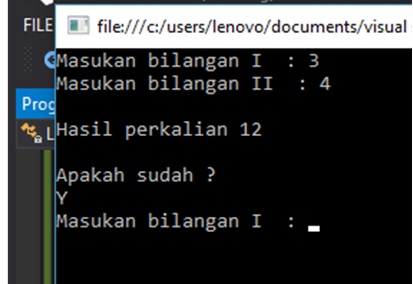 FILE
file:///c:/users/lenovo/documents/visual
Prog
Masukan bilangan I : 3
Masukan bilangan II : 4
Hasil perkalian 12
Apakah sudah ?
Y
Masukan bilangan I :